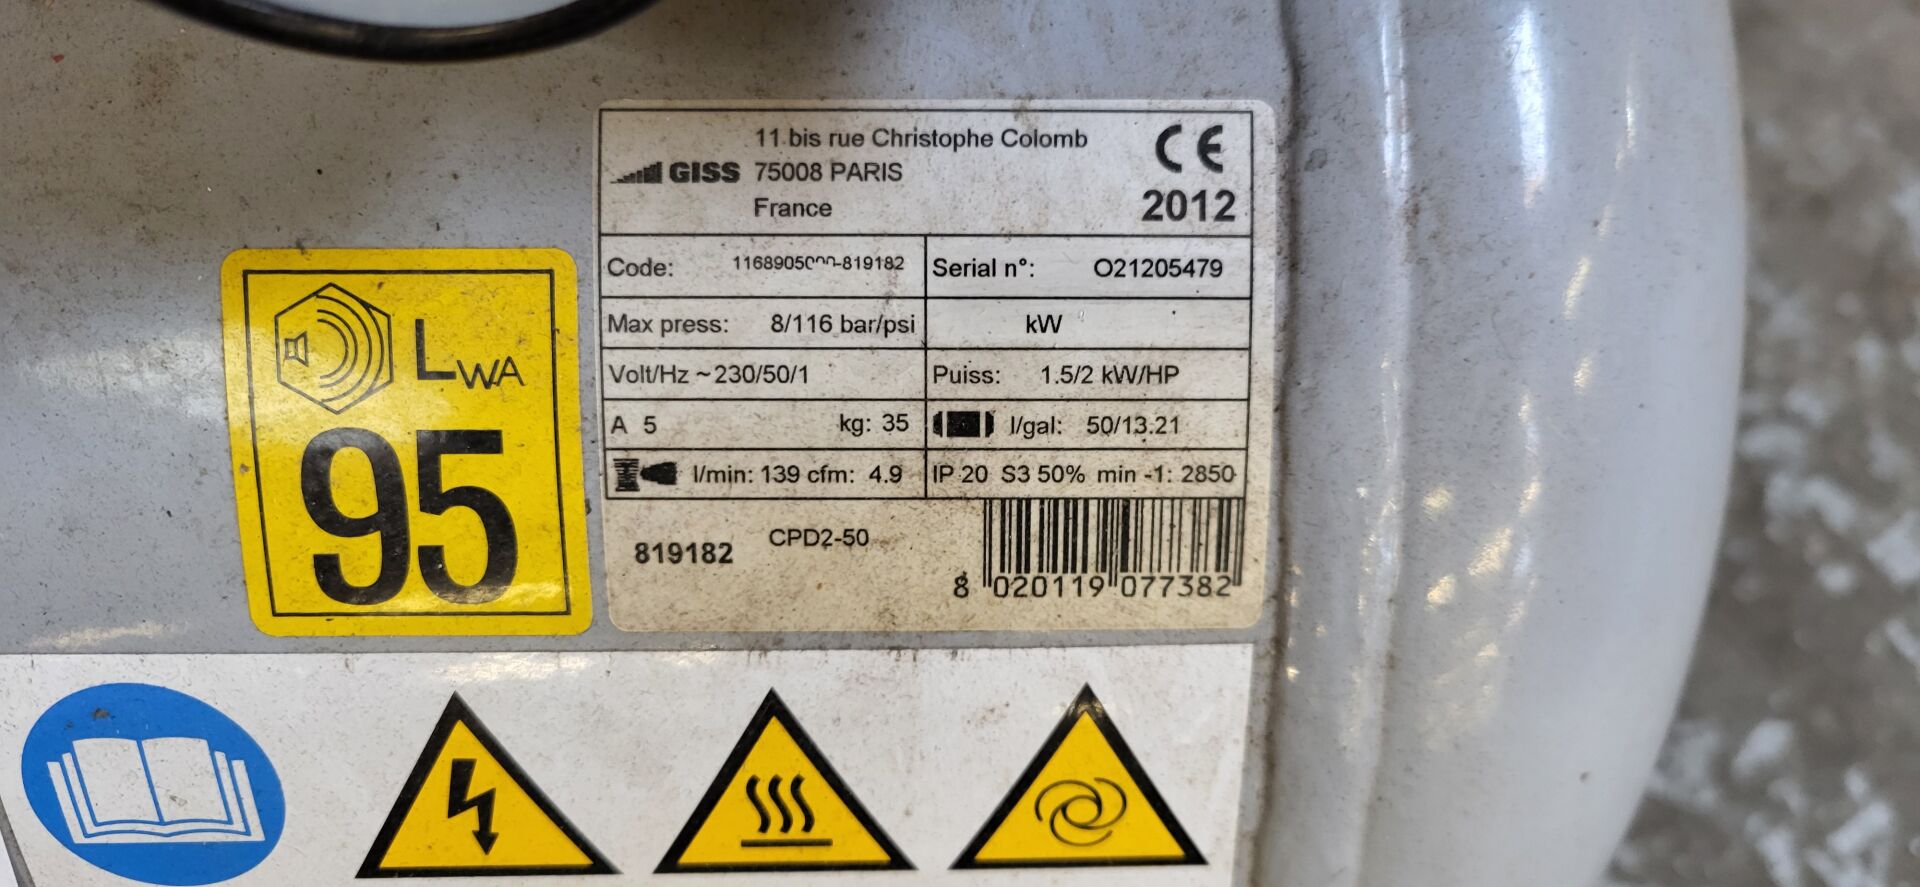 11 bis rue Christophe Colomb
GISS 75008 PARIS
France
CE
2012
Code: 1168905000-819182 Serial n°: O21205479
Max press: 8/116 bar/psi kW
Volt/Hz ~ 230/50/1 Puiss: 1.5/2 kW/HP
A 5 kg: 35 l/gal: 50/13.21
l/min: 139 cfm: 4.9 IP 20 S3 50% min -1: 2850
819182 CPD2-50
8 020119 077382
LWA
95